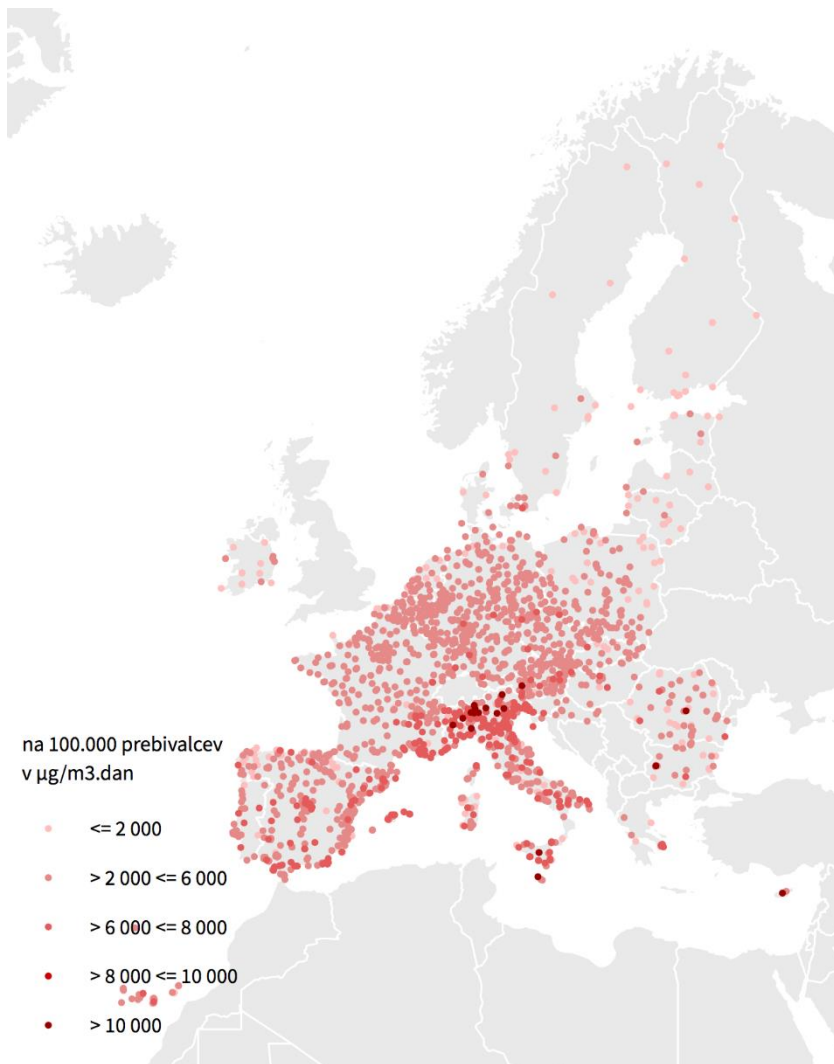 na 100.000 prebivalcev
v µg/m3.dan
<= 2 000
> 2 000 <= 6 000
> 6 000 <= 8 000
> 8 000 <= 10 000
> 10 000